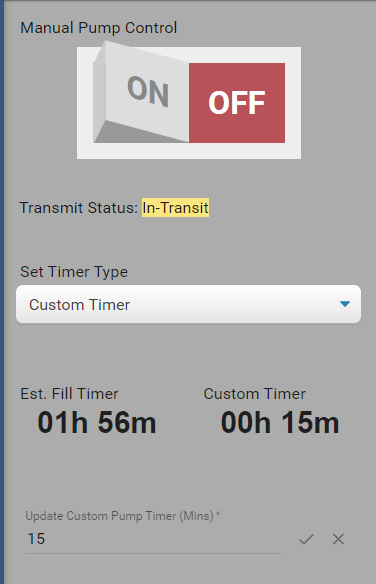 Manual Pump Control
ON OFF
Transmit Status: In-Transit
Set Timer Type
Custom Timer
Est. Fill Timer Custom Timer
01h 56m 00h 15m
Update Custom Pump Timer (Mins) *
15